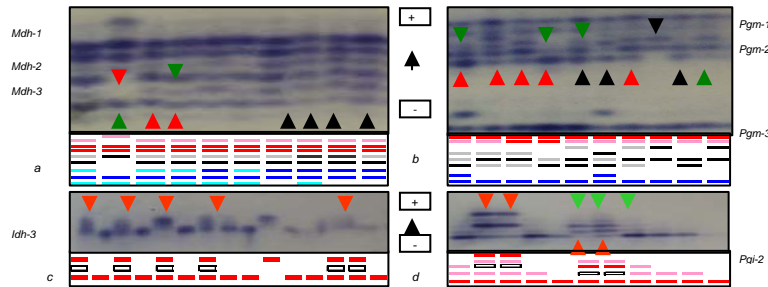 Mdh-1
Mdh-2
Mdh-3
a
+
-
Pgm-1
Pgm-2
Pgm-3
b
Idh-3
c
+
-
d
Pgi-2